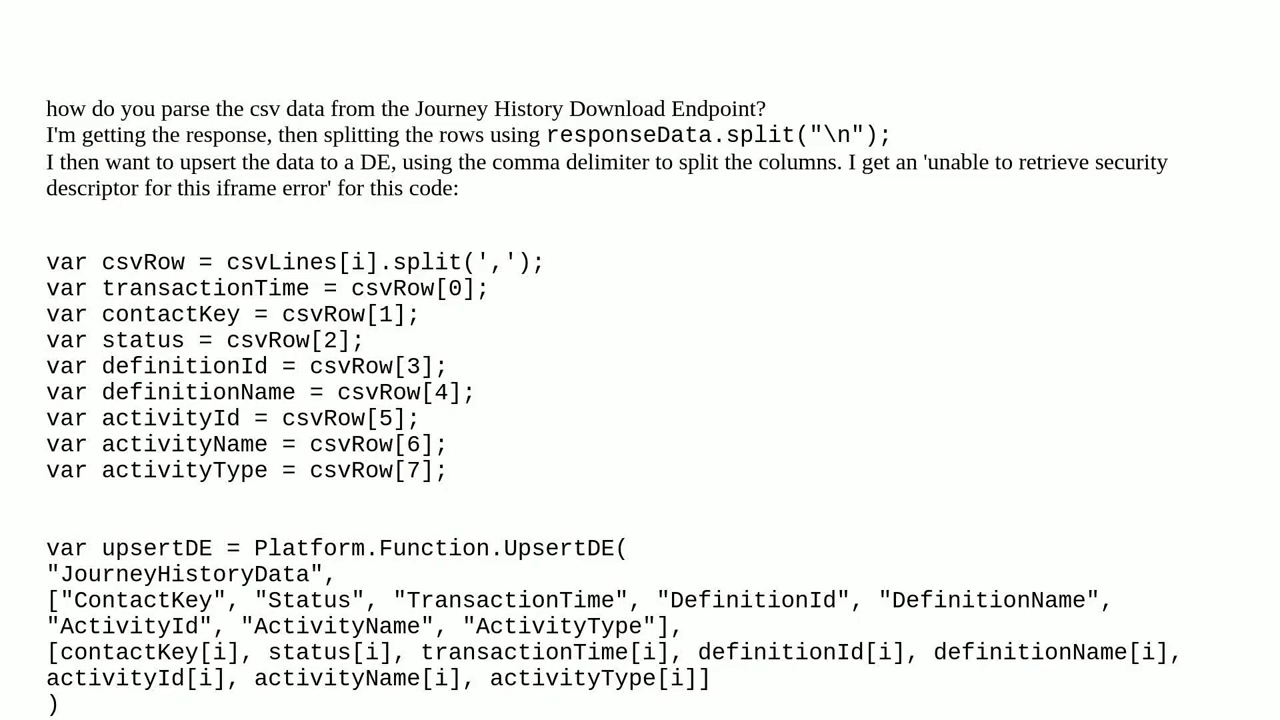 how do you parse the csv data from the Journey History Download Endpoint?
I'm getting the response, then splitting the rows using responseData.split("\n");
I then want to upsert the data to a DE, using the comma delimiter to split the columns. I get an 'unable to retrieve security
descriptor for this iframe error' for this code:
var csvRow = csvLines[i].split(',');
var transactionTime = csvRow[0];
var contactKey = csvRow[1];
var status = csvRow[2];
var definitionId = csvRow[3];
var definitionName = csvRow[4];
var activityId = csvRow[5];
var activityName = csvRow[6];
var activityType = csvRow[7];
var upsertDE = Platform.Function.UpsertDE(
"JourneyHistoryData",
["ContactKey", "Status", "TransactionTime", "DefinitionId", "DefinitionName",
"ActivityId", "ActivityName", "ActivityType"],
[contactKey[i], status[i], transactionTime[i], definitionId[i], definitionName[i],
activityId[i], activityName[i], activityType[i]]
)